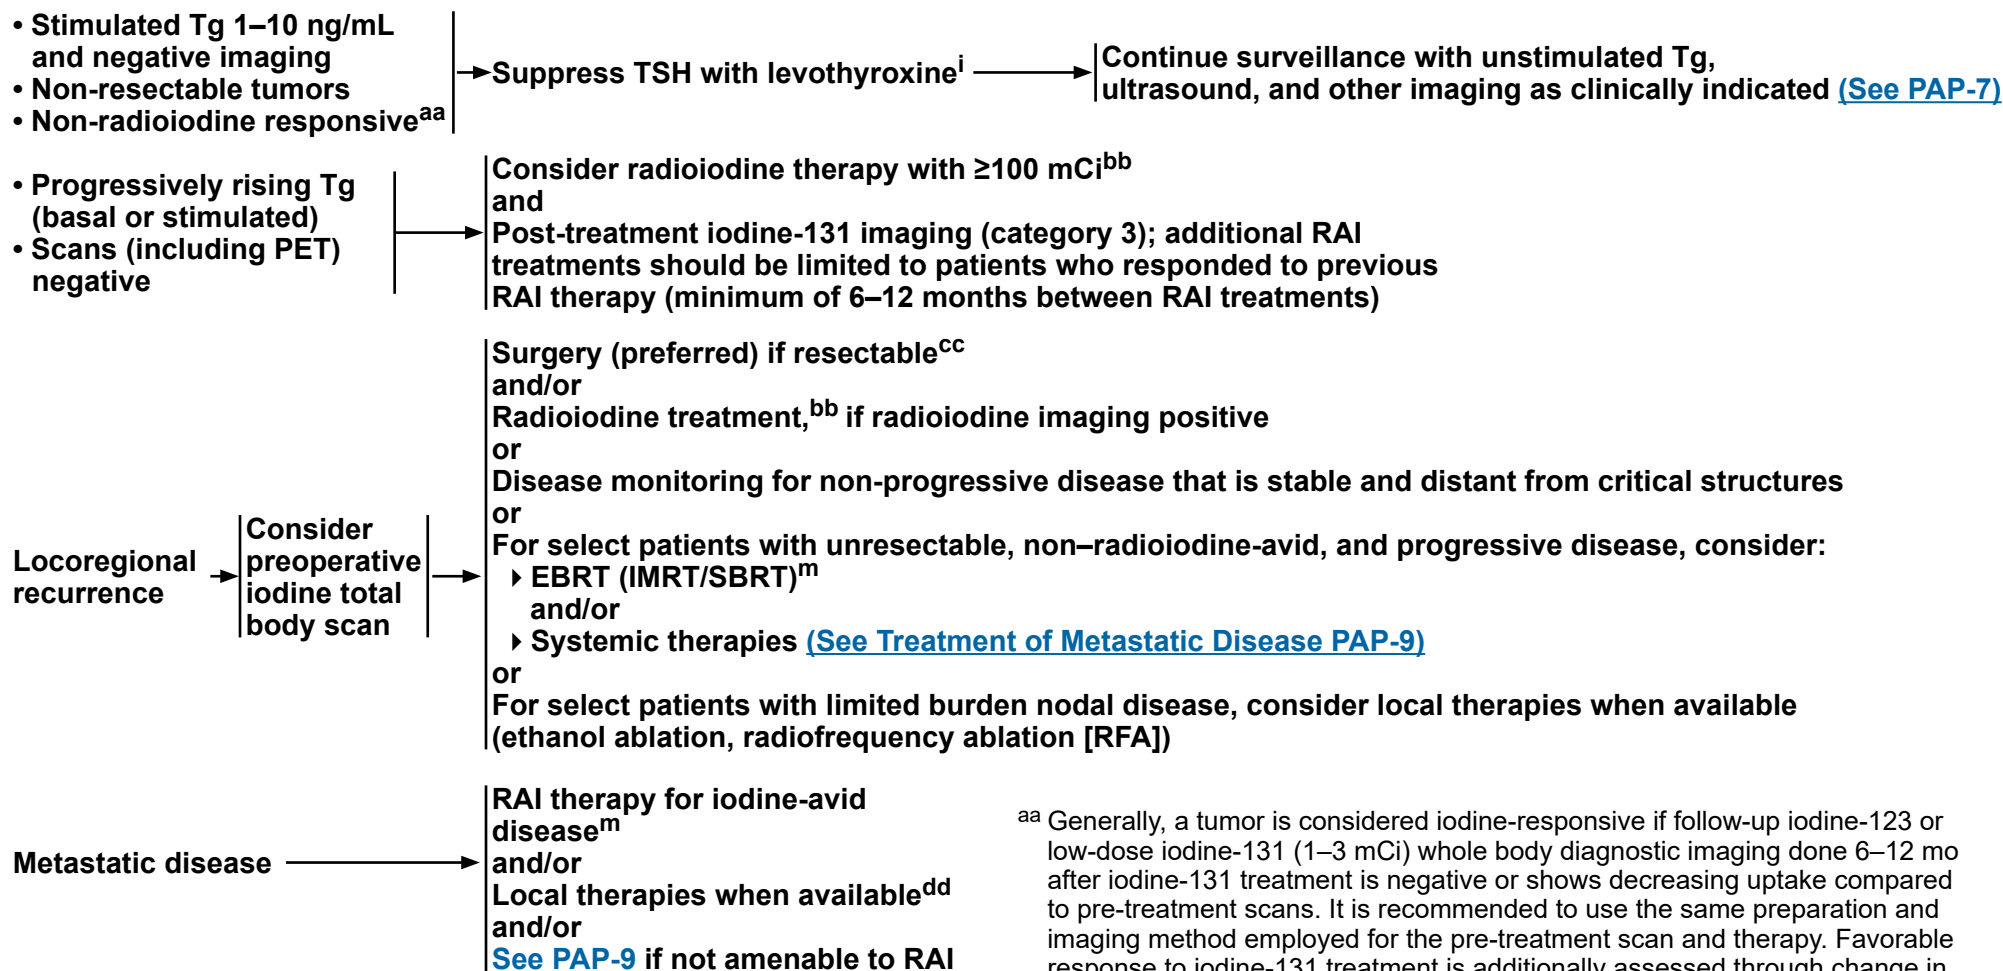 • Stimulated Tg 1–10 ng/mL
and negative imaging
• Non-resectable tumors
• Non-radioiodine responsiveaa
Suppress TSH with levothyroxinei
Continue surveillance with unstimulated Tg,
ultrasound, and other imaging as clinically indicated (See PAP-7)
• Progressively rising Tg
(basal or stimulated)
• Scans (including PET)
negative
Consider radioiodine therapy with ≥100 mCibb
and
Post-treatment iodine-131 imaging (category 3); additional RAI
treatments should be limited to patients who responded to previous
RAI therapy (minimum of 6–12 months between RAI treatments)
Locoregional
recurrence
Consider
preoperative
iodine total
body scan
Surgery (preferred) if resectablecc
and/or
Radioiodine treatment,bb if radioiodine imaging positive
or
Disease monitoring for non-progressive disease that is stable and distant from critical structures
or
For select patients with unresectable, non–radioiodine-avid, and progressive disease, consider:
EBRT (IMRT/SBRT)m
and/or
Systemic therapies (See Treatment of Metastatic Disease PAP-9)
or
For select patients with limited burden nodal disease, consider local therapies when available
(ethanol ablation, radiofrequency ablation [RFA])
Metastatic disease
RAI therapy for iodine-avid
diseasem
and/or
Local therapies when availabledd
and/or
See PAP-9 if not amenable to RAI
aa Generally, a tumor is considered iodine-responsive if follow-up iodine-123 or
low-dose iodine-131 (1–3 mCi) whole body diagnostic imaging done 6–12 mo
after iodine-131 treatment is negative or shows decreasing uptake compared
to pre-treatment scans. It is recommended to use the same preparation and
imaging method employed for the pre-treatment scan and therapy. Favorable
response to iodine-131 treatment is additionally assessed through change in